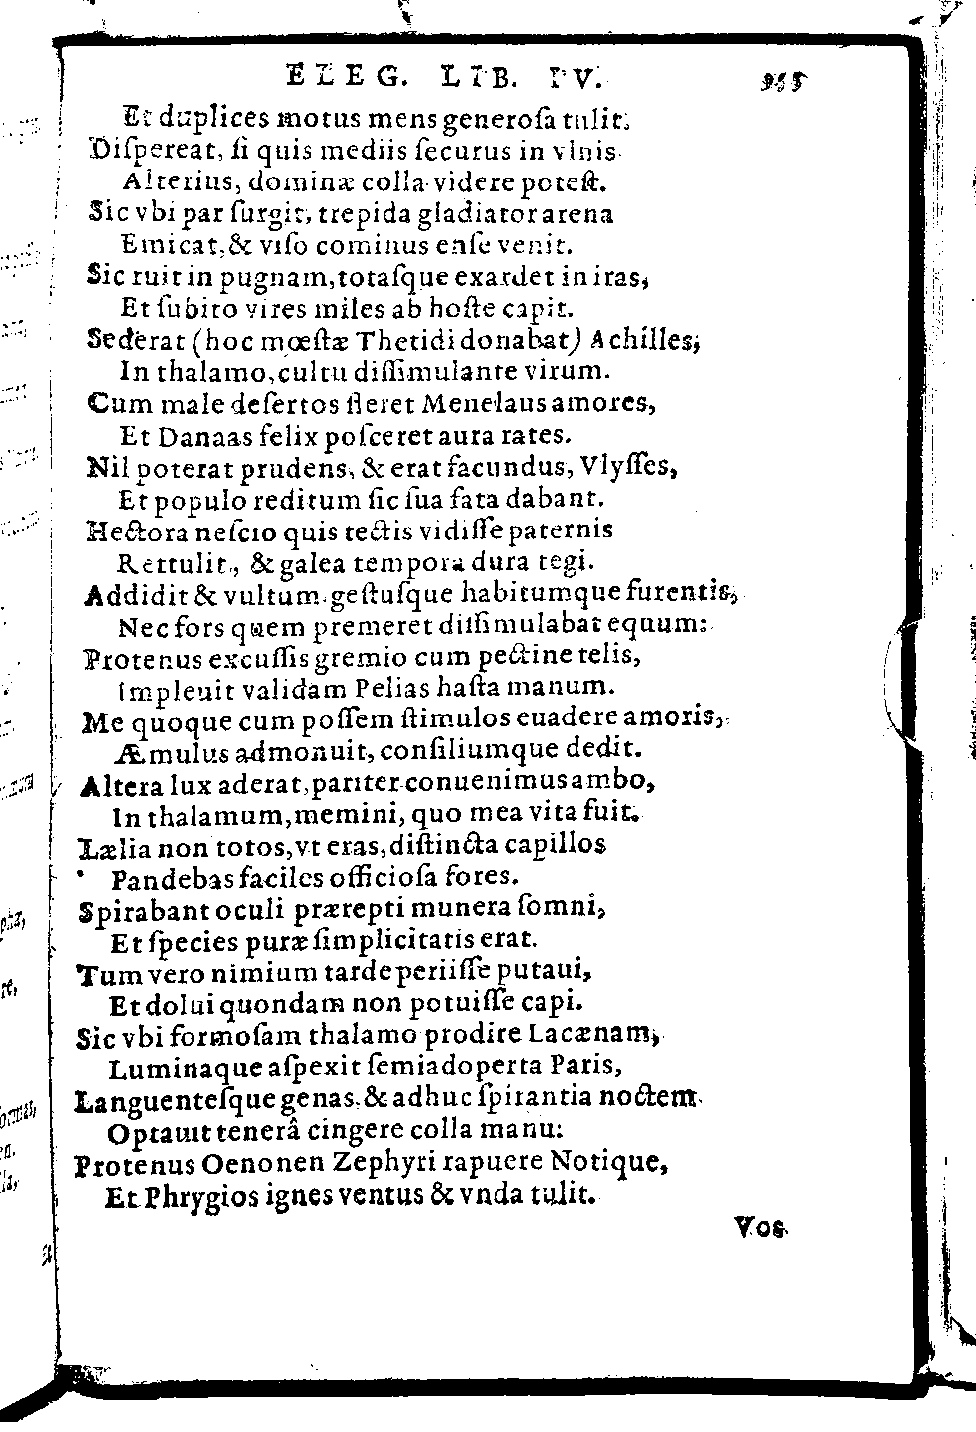 ELEG. LIB. IV.
Et duplices motus mens generoſa tulit.
Diſpereat, ſi quis mediis ſecurus in vlnis
Alterius, dominæ colla videre poteſt.
Sic vbi par ſurgit, trepida gladiator arena
Emicat, & viſo cominus enſe venit.
Sic ruit in pugnam, totaſque exardet in iras,
Et ſubito vires miles ab hoſte capit.
Sederat (hoc mœſtæ Thetidi donabat) Achilles,
In thalamo, cultu diſſimulante virum.
Cum male deſertos fleret Menelaus amores,
Et Danaas felix poſceret aura rates.
Nil poterat prudens, & erat facundus, Vlyſſes,
Et populo reditum ſic ſua fata dabant.
Hectora neſcio quis tectis vidiſſe paternis
Rettulit, & galea tempora dura tegi.
Addidit & vultum geſtuſque habitumque furentis,
Nec fors quem premeret diſſimulabat equum:
Protenus excuſſis gremio cum pectine telis,
Impleuit validam Pelias haſta manum.
Me quoque cum poſſem ſtimulos euadere amoris,
Æmulus admonuit, conſiliumque dedit.
Altera lux aderat, pariter conuenimus ambo,
In thalamum, memini, quo mea vita fuit.
Lælia non totos, vt eras, diſtincta capillos
Pandebas faciles officioſa fores.
Spirabant oculi prærepti munera ſomni,
Et ſpecies puræ ſimplicitatis erat.
Tum vero nimium tarde periiſſe putaui,
Et dolui quondam non potuiſſe capi.
Sic vbi formoſam thalamo prodire Lacænam,
Luminaque aſpexit ſemiadoperta Paris,
Languenteſque genas, & adhuc ſpirantia noctem
Optauit tenerâ cingere colla manu:
Protenus Oenonen Zephyri rapuere Notique,
Et Phrygios ignes ventus & vnda tulit.
Vos